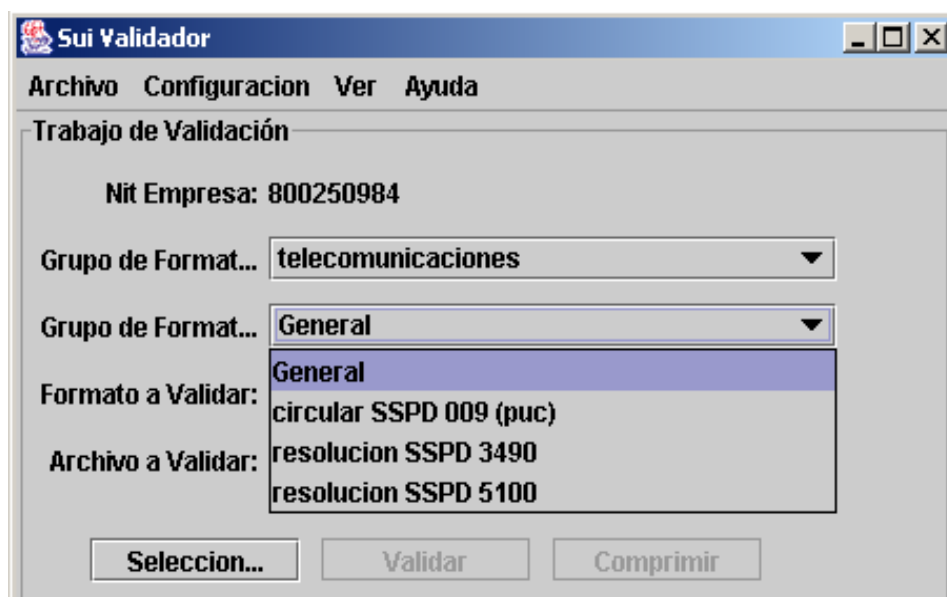 Sui Validador
Archivo Configuracion Ver Ayuda
Trabajo de Validación
Nit Empresa: 800250984
Grupo de Format... telecomunicaciones
Grupo de Format... General
General
Formato a Validar:
circular SSPD 009 (puc)
Archivo a Validar: resolucion SSPD 3490
resolucion SSPD 5100
Seleccion... Validar Comprimir